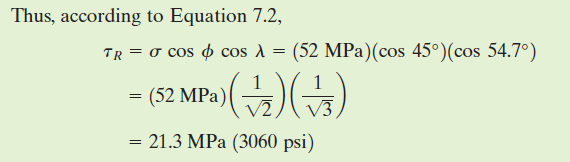 Thus, according to Equation 7.2,
τR = σ cos ϕ cos λ = (52 MPa)(cos 45°)(cos 54.7°)
= (52 MPa)(1/√2)(1/√3)
= 21.3 MPa (3060 psi)